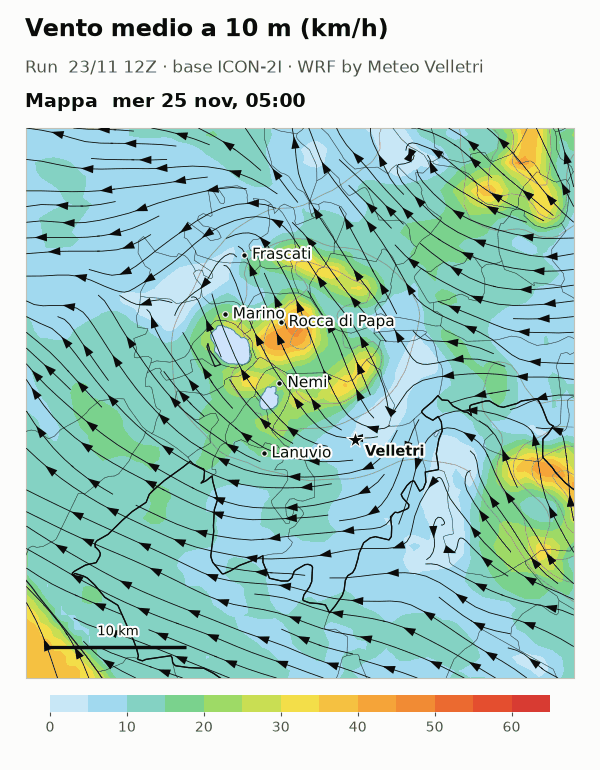 Vento medio a 10 m (km/h)
Run  23/11 12Z · base ICON-2I · WRF by Meteo Velletri
Mappa  mer 25 nov, 05:00
Frascati
Marino
Rocca di Papa
Nemi
Velletri
Lanuvio
10 km
0 10 20 30 40 50 60